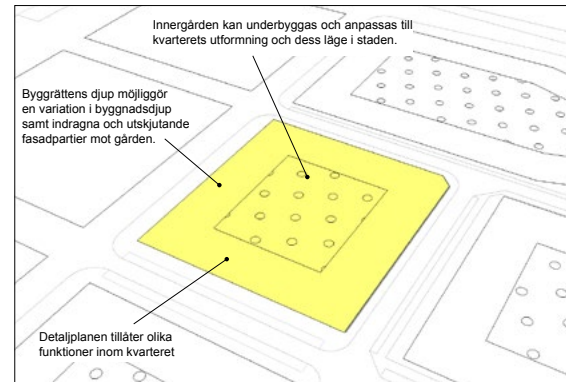 Innergården kan underbyggas och anpassas till
kvarterets utformning och dess läge i staden.
Byggrättens djup möjliggör
en variation i byggnadsdjup
samt indragna och utskjutande
fasadpartier mot gården.
Detaljplanen tillåter olika
funktioner inom kvarteret